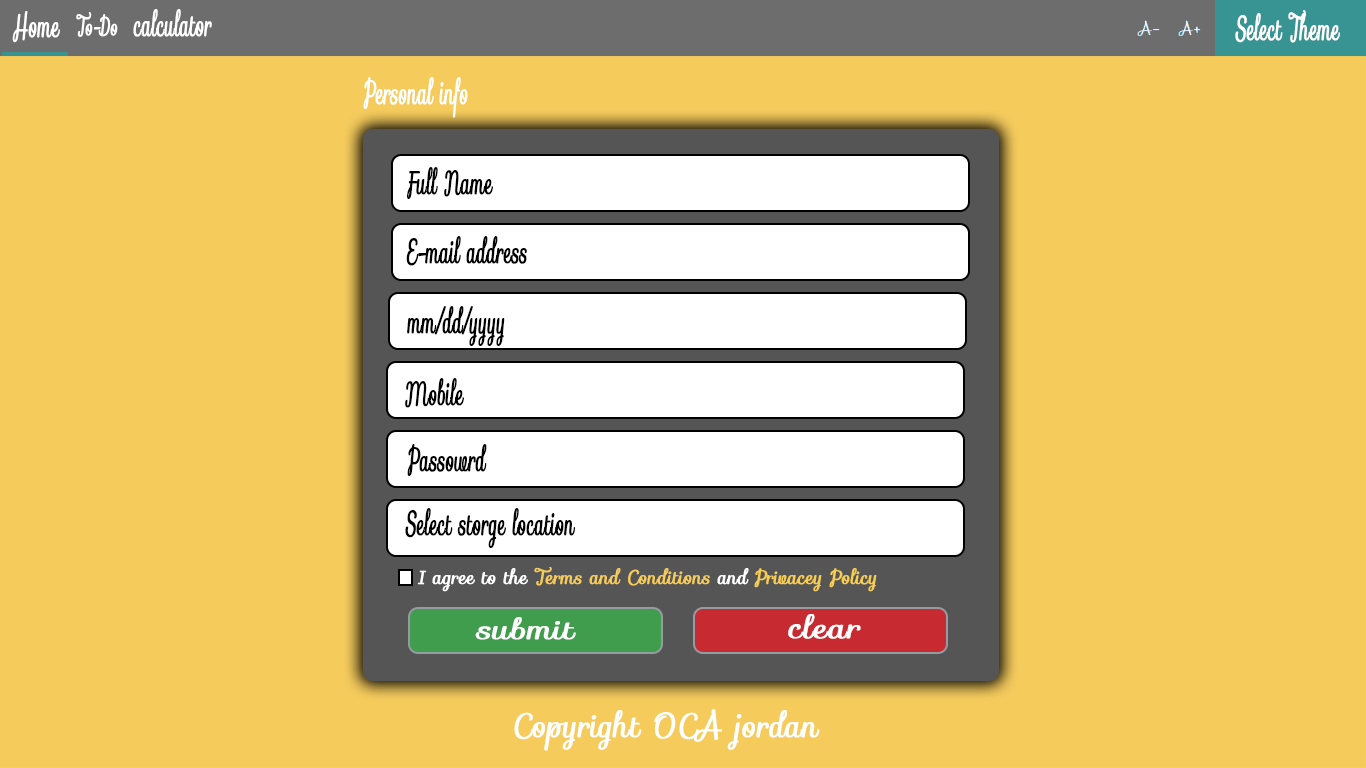 Home To-Do calculator A- A+ Select Theme
Personal info
Full Name
E-mail address
mm/dd/yyyy
Mobile
Passowrd
Select storge location
I agree to the Terms and Conditions and Privacey Policy
submit clear
Copyright OCA jordan